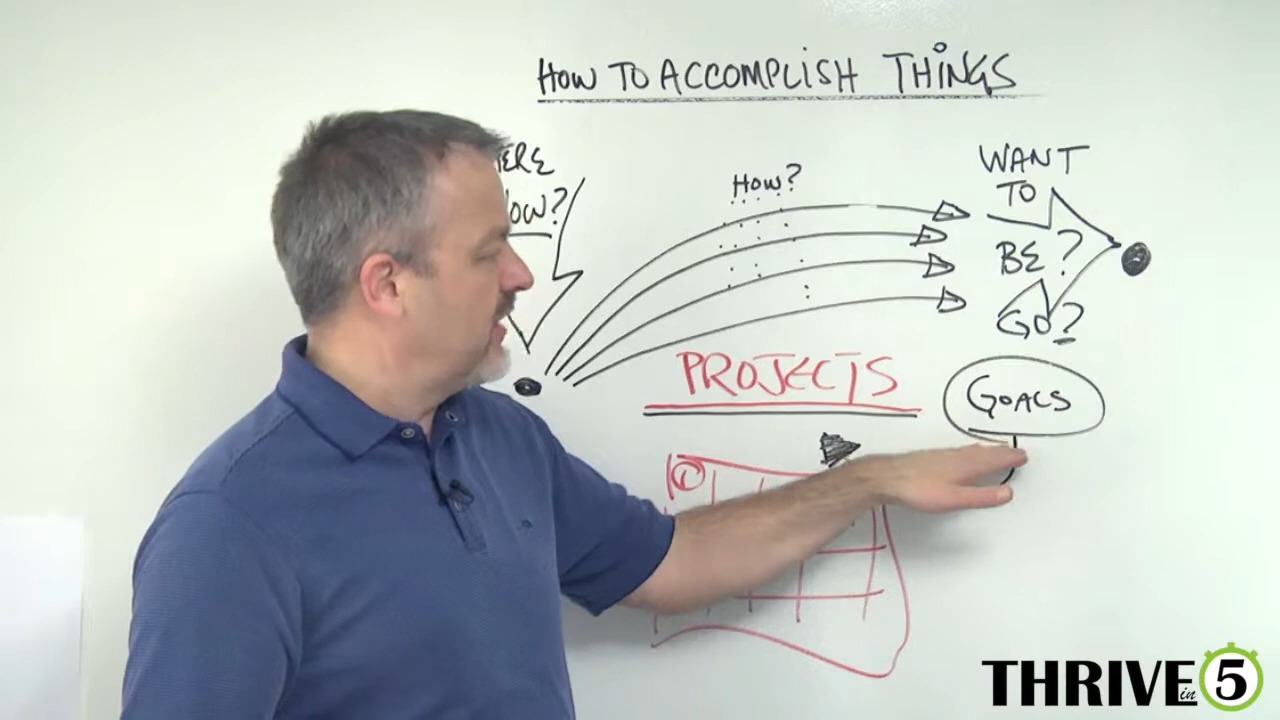 HOW TO ACCOMPLISH THINGS
How?
WANT
TO
BE?
GO?
PROJECTS
GOALS
THRIVE in 5